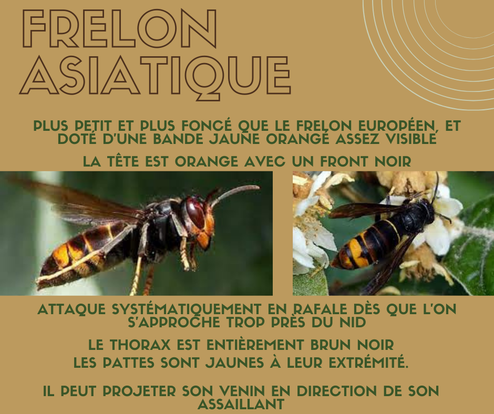 FRELON
ASIATIQUE
PLUS PETIT ET PLUS FONCÉ QUE LE FRELON EUROPÉEN, ET
DOTÉ D'UNE BANDE JAUNE ORANGÉ ASSEZ VISIBLE
LA TÊTE EST ORANGE AVEC UN FRONT NOIR
ATTAQUE SYSTÉMATIQUEMENT EN RAFALE DÈS QUE L'ON
S'APPROCHE TROP PRÉS DU NID
LE THORAX EST ENTIÈREMENT BRUN NOIR
LES PATTES SONT JAUNES À LEUR EXTRÉMITÉ.
IL PEUT PROJETER SON VENIN EN DIRECTION DE SON
ASSAILLANT